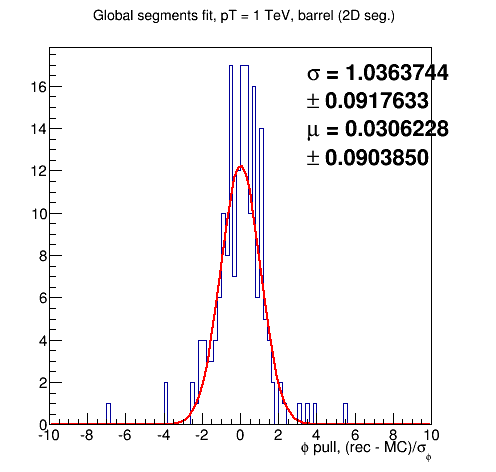 Global segments fit, pT = 1 TeV, barrel (2D seg.)
σ = 1.0363744
± 0.0917633
μ = 0.0306228
± 0.0903850
16
14
12
10
8
6
4
2
0
-10 -8 -6 -4 -2 0 2 4 6 8 10
ϕ pull, (rec - MC)/σ_ϕ